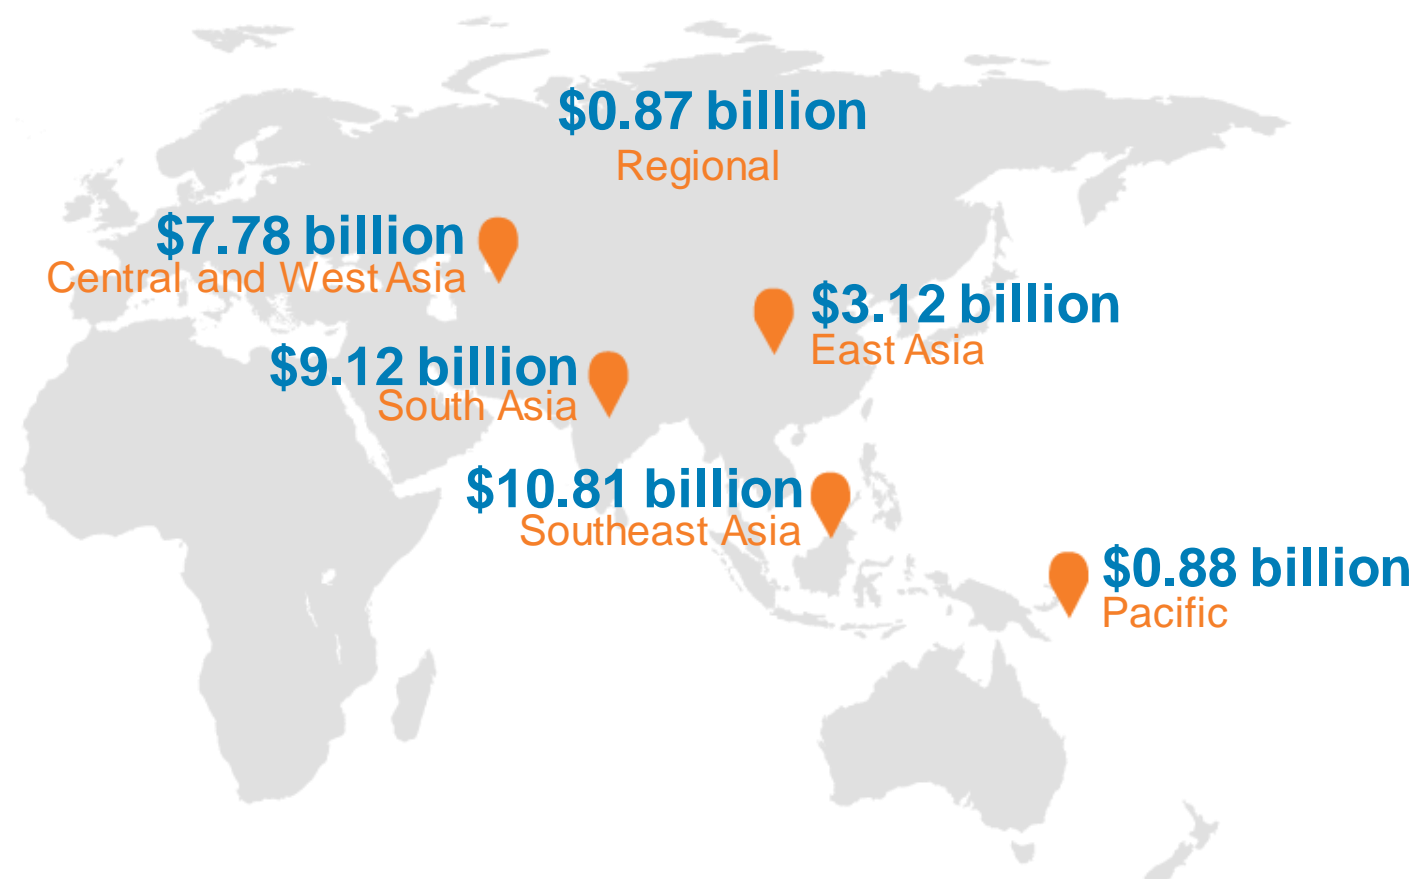 $0.87 billion
Regional
$7.78 billion
Central and West Asia
$3.12 billion
East Asia
$9.12 billion
South Asia
$10.81 billion
Southeast Asia
$0.88 billion
Pacific